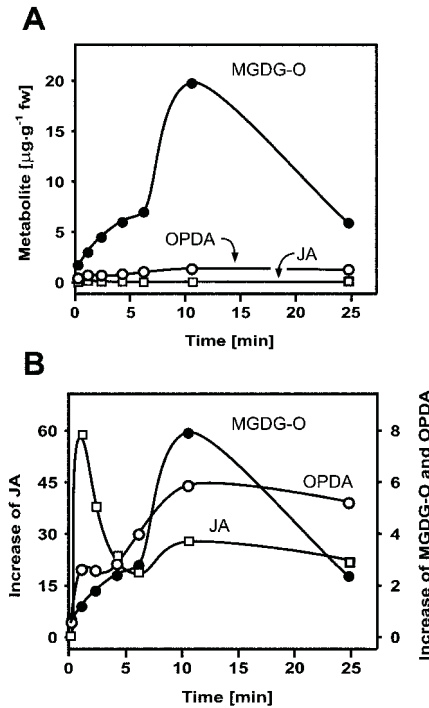 A
Metabolite [µg·g⁻¹ fw]
20
15
10
5
0
MGDG-O
OPDA
JA
0 5 10 15 20 25
Time [min]
B
Increase of JA
60
45
30
15
0
MGDG-O
OPDA
JA
8
6
4
2
0
Increase of MGDG-O and OPDA
0 5 10 15 20 25
Time [min]